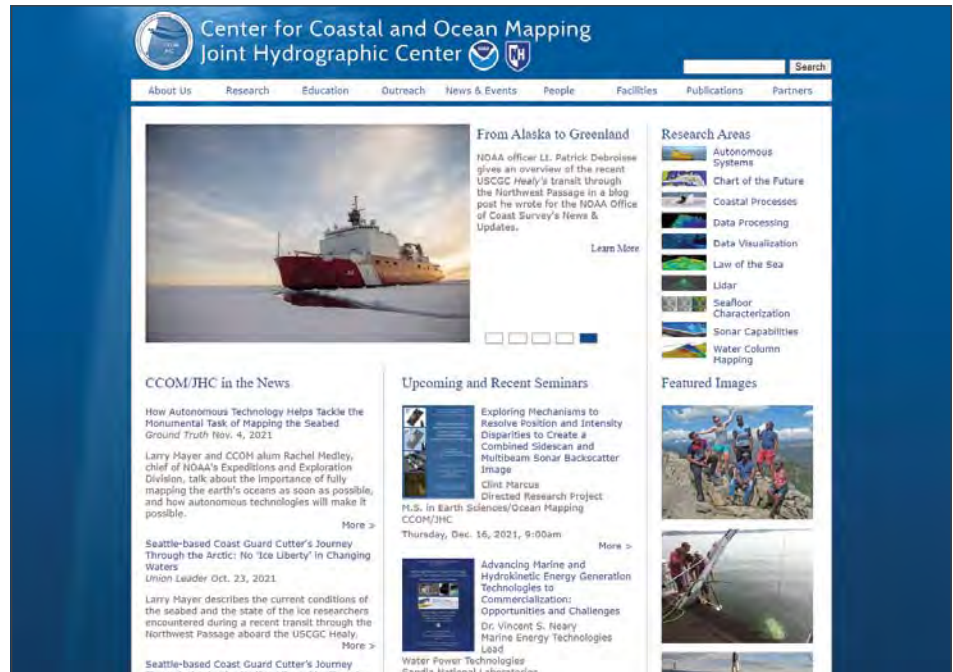 Center for Coastal and Ocean Mapping
Joint Hydrographic Center
Search
About Us Research Education Outreach News & Events People Facilities Publications Partners
From Alaska to Greenland
NOAA officer Lt. Patrick Debroisse
gives an overview of the recent
USCGC Healy's transit through
the Northwest Passage in a blog
post he wrote for the NOAA Office
of Coast Survey's News &
Updates.
Learn More
Research Areas
Autonomous
Systems
Chart of the Future
Coastal Processes
Data Processing
Data Visualization
Law of the Sea
Lidar
Seafloor
Characterization
Sonar Capabilities
Water Column
Mapping
CCOM/JHC in the News
How Autonomous Technology Helps Tackle the
Monumental Task of Mapping the Seabed
Ground Truth Nov. 4, 2021
Larry Mayer and CCOM alum Rachel Medley,
chief of NOAA's Expeditions and Exploration
Division, talk about the importance of fully
mapping the earth's oceans as soon as possible,
and how autonomous technologies will make it
possible.
More >
Seattle-based Coast Guard Cutter's Journey
Through the Arctic: No 'Ice Liberty' in Changing
Waters
Union Leader Oct. 23, 2021
Larry Mayer describes the current conditions of
the seabed and the state of the ice researchers
encountered during a recent transit through the
Northwest Passage aboard the USCGC Healy.
More >
Seattle-based Coast Guard Cutter's Journey
Upcoming and Recent Seminars
Exploring Mechanisms to
Resolve Position and Intensity
Disparities to Create a
Combined Sidescan and
Multibeam Sonar Backscatter
Image
Clint Marcus
Directed Research Project
M.S. in Earth Sciences/Ocean Mapping
CCOM/JHC
Thursday, Dec. 16, 2021, 9:00am
More >
Advancing Marine and
Hydrokinetic Energy Generation
Technologies to
Commercialization:
Opportunities and Challenges
Dr. Vincent S. Neary
Marine Energy Technologies
Lead
Water Power Technologies
Sandia National Laboratories
Featured Images